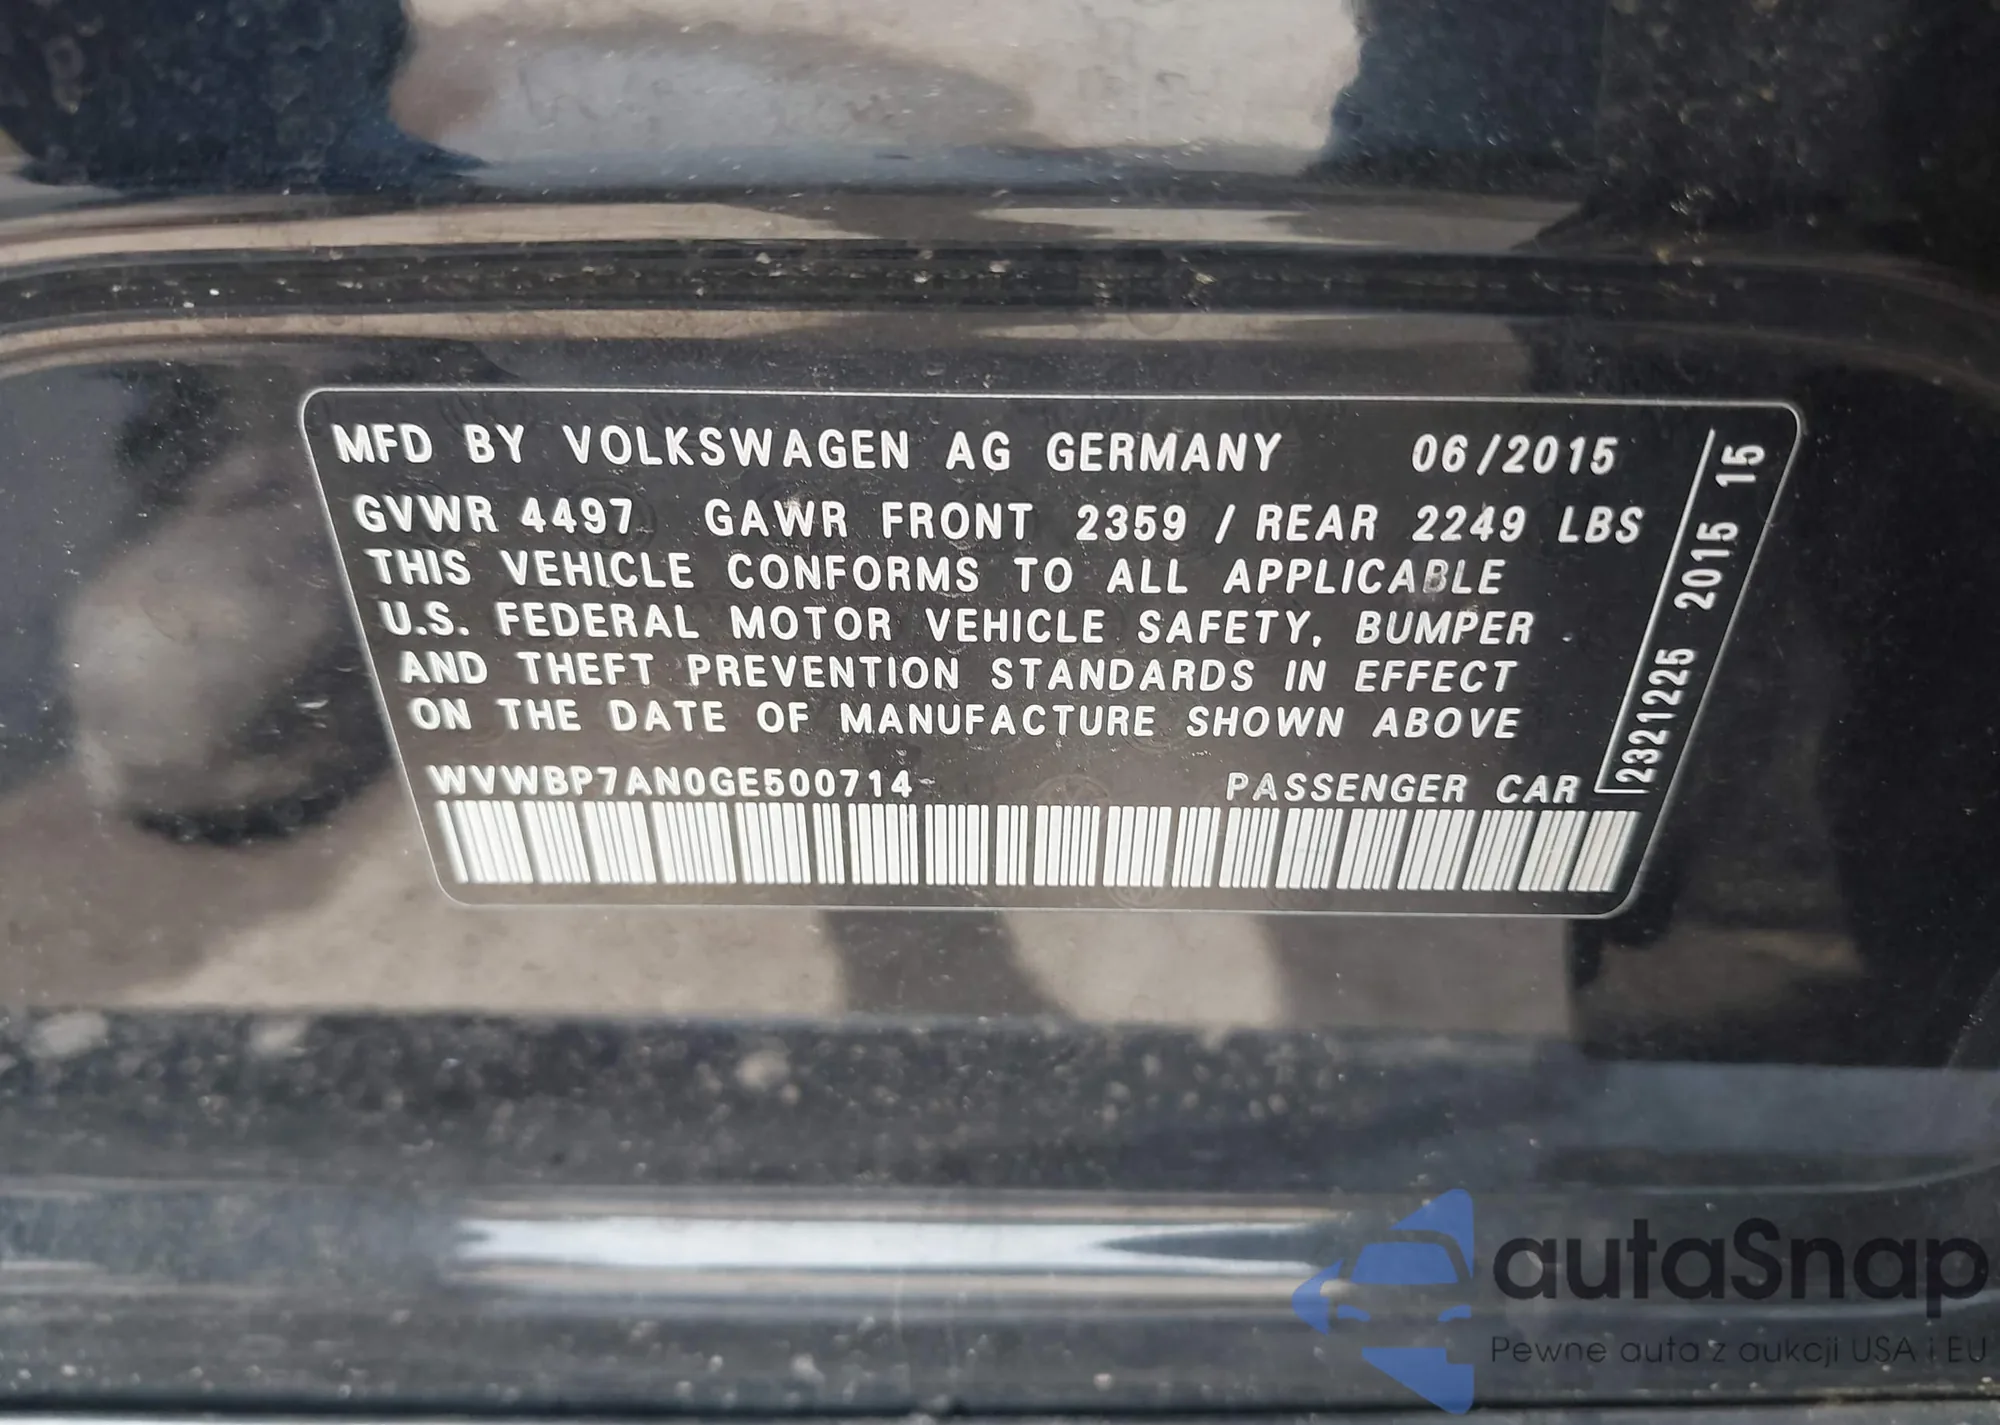 MFD BY VOLKSWAGEN AG GERMANY 06/2015
GVWR 4497 GAWR FRONT 2359 / REAR 2249 LBS
THIS VEHICLE CONFORMS TO ALL APPLICABLE
U.S. FEDERAL MOTOR VEHICLE SAFETY, BUMPER
AND THEFT PREVENTION STANDARDS IN EFFECT
ON THE DATE OF MANUFACTURE SHOWN ABOVE
WVWBP7AN0GE500714 PASSENGER CAR
2321225 2015 15
autaSnap
Pewne auta z aukcji USA i EU